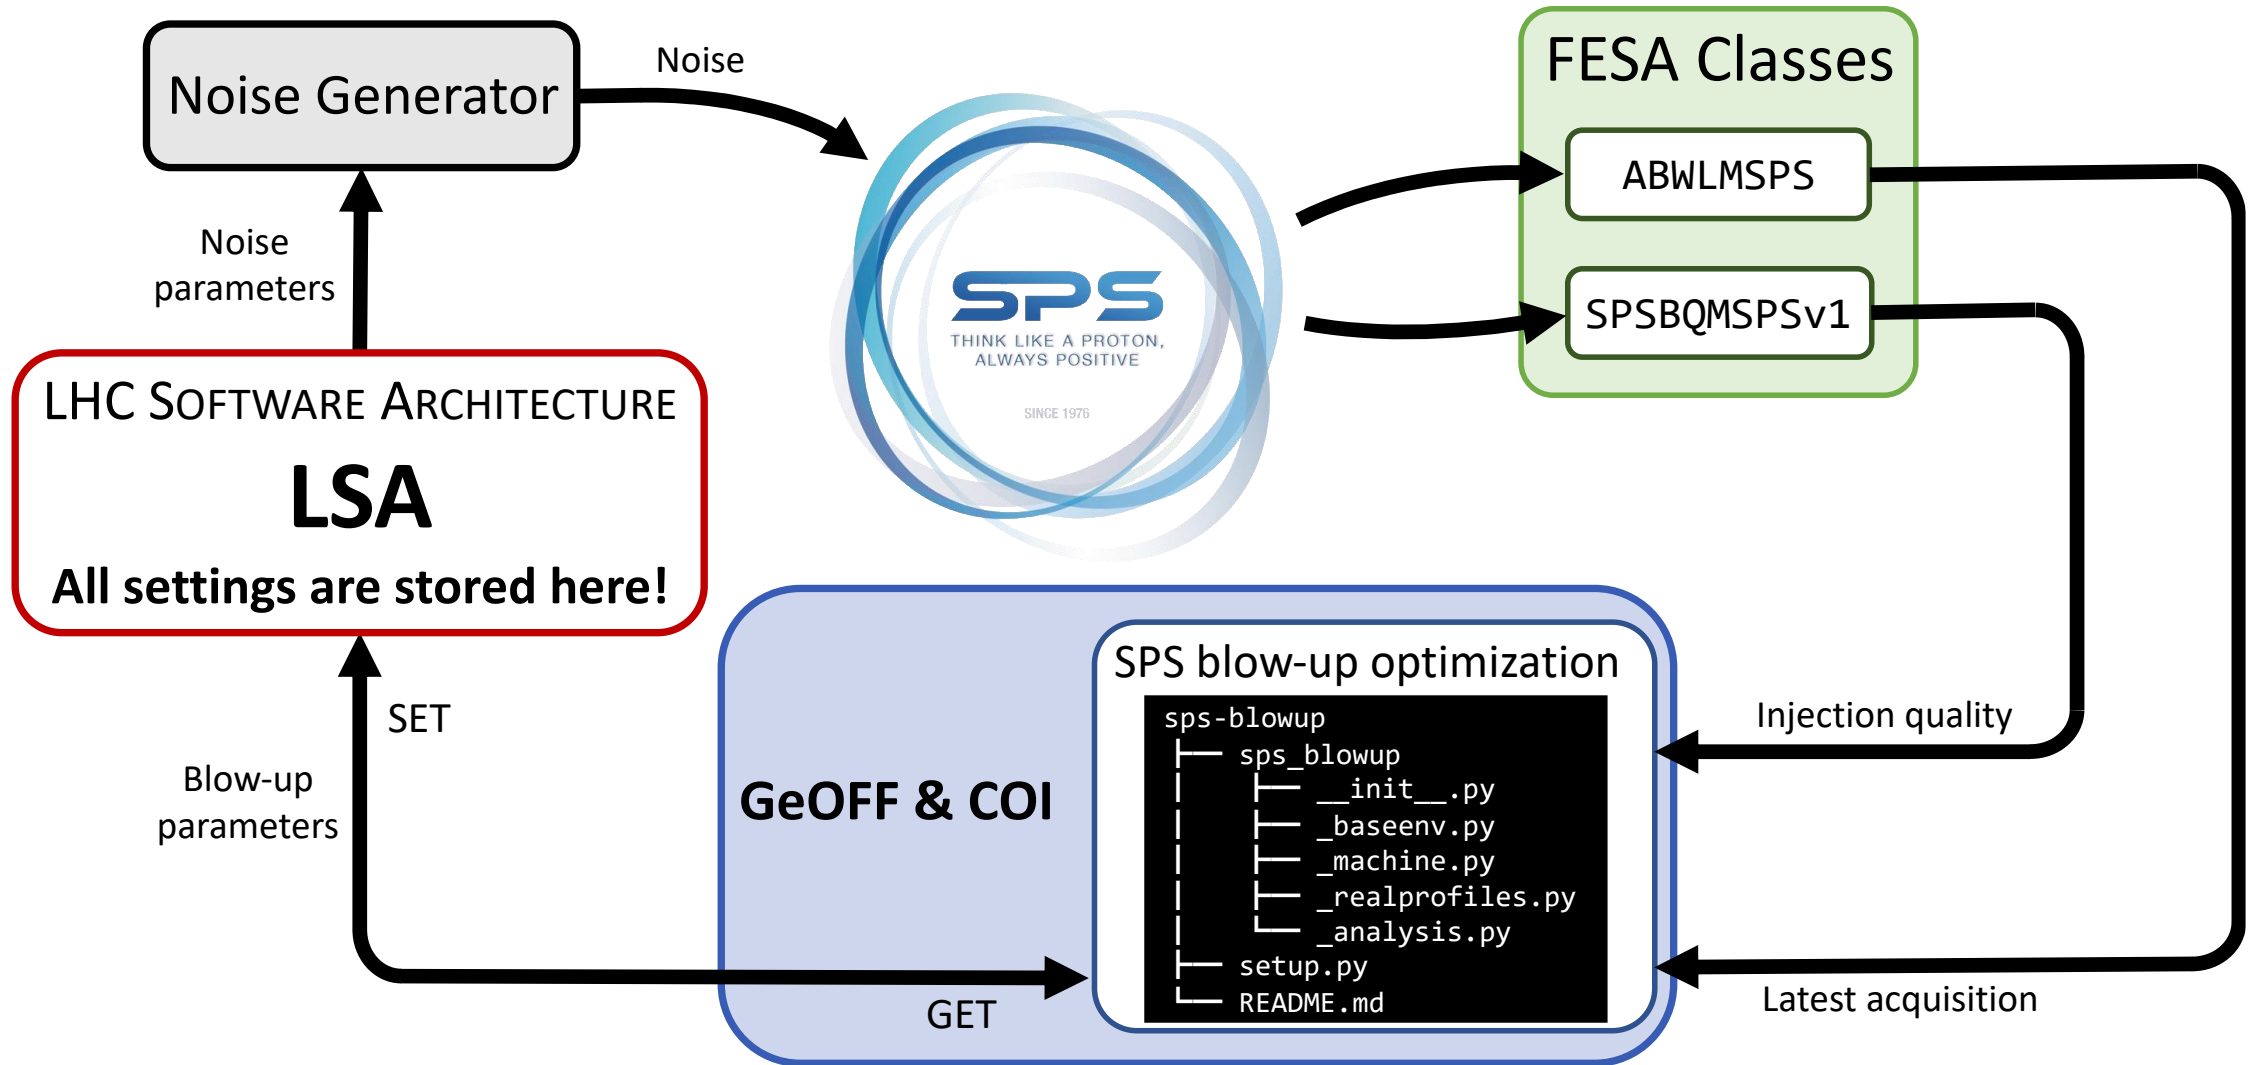 Noise Generator
Noise
FESA Classes
ABWLMSPS
SPSBQMSPSv1
Noise
parameters
SPS
THINK LIKE A PROTON,
ALWAYS POSITIVE
SINCE 1976
LHC SOFTWARE ARCHITECTURE
LSA
All settings are stored here!
SET
Blow-up
parameters
GeOFF & COI
GET
SPS blow-up optimization
sps-blowup
├── sps_blowup
│   ├── __init__.py
│   ├── _baseenv.py
│   ├── _machine.py
│   ├── _realprofiles.py
│   └── _analysis.py
├── setup.py
└── README.md
Injection quality
Latest acquisition